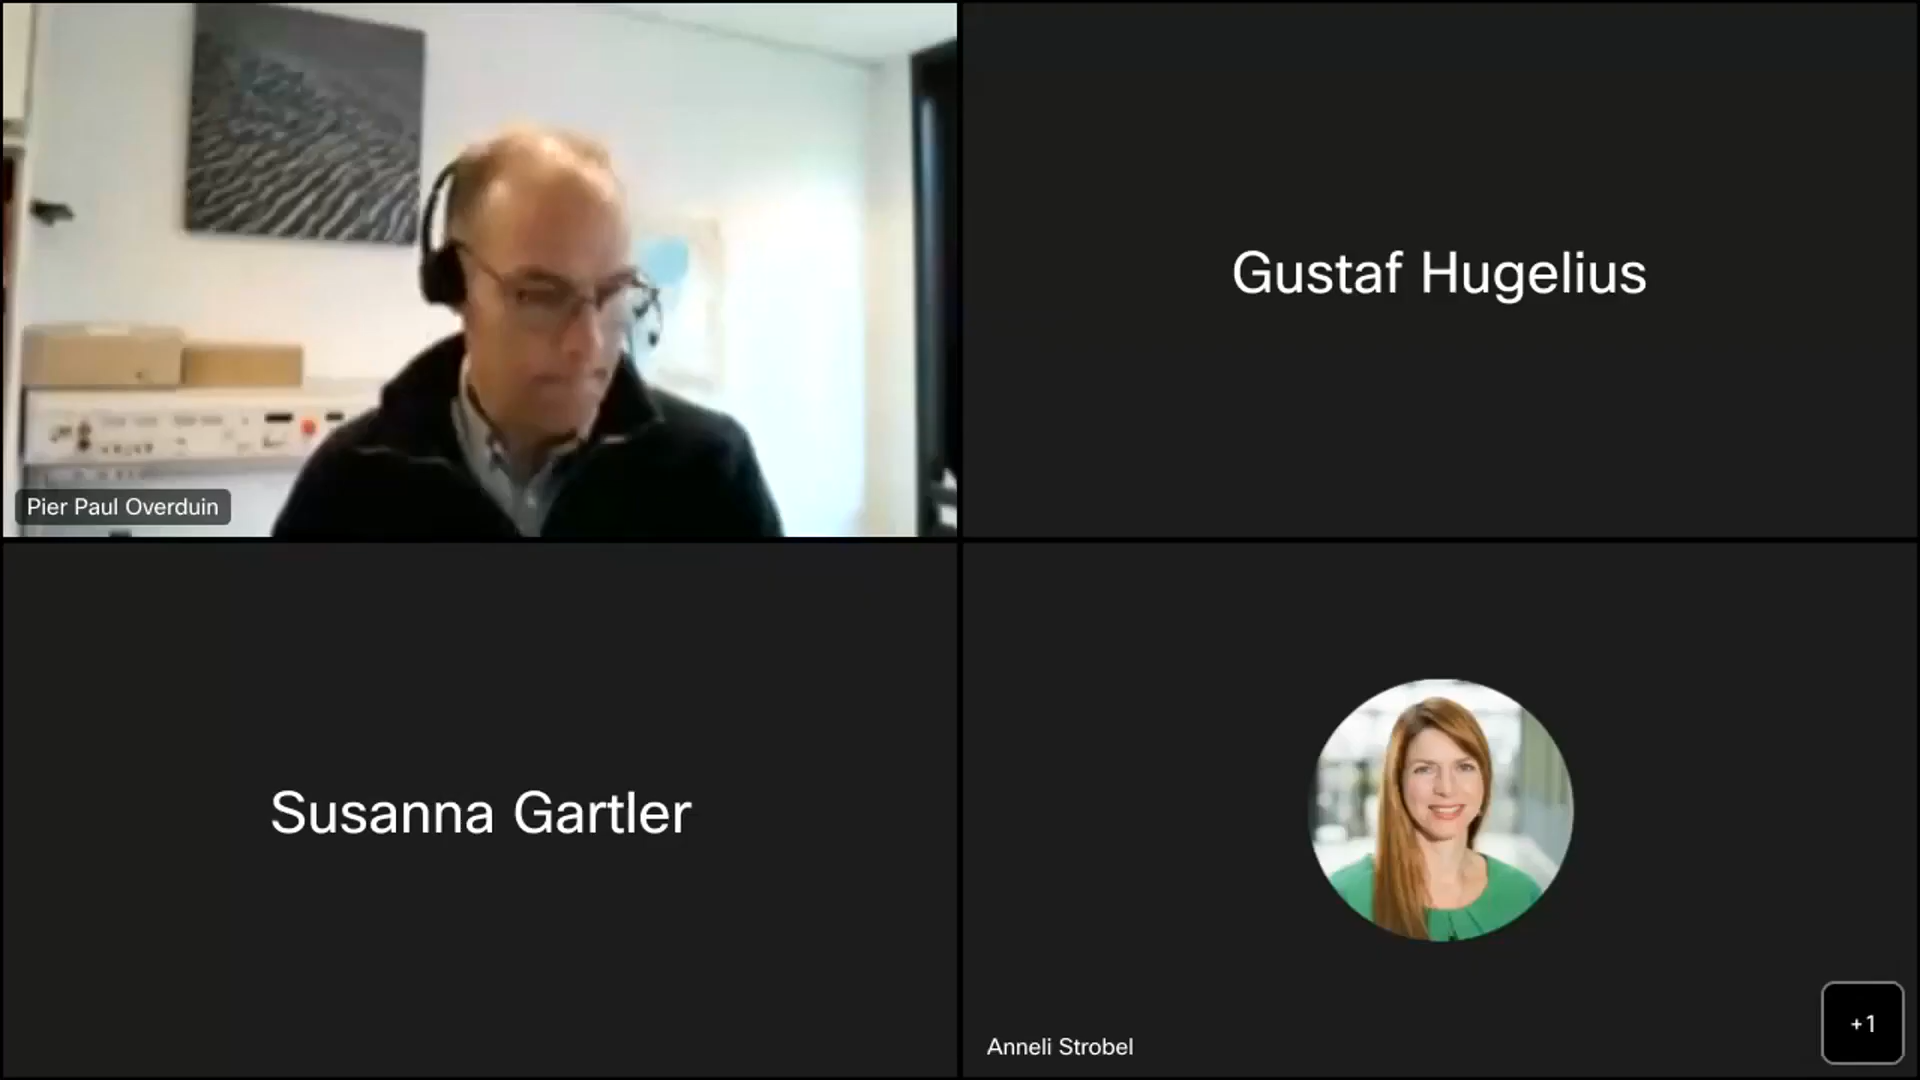 Gustaf Hugelius
Pier Paul Overduin
Susanna Gartler
Anneli Strobel
+1